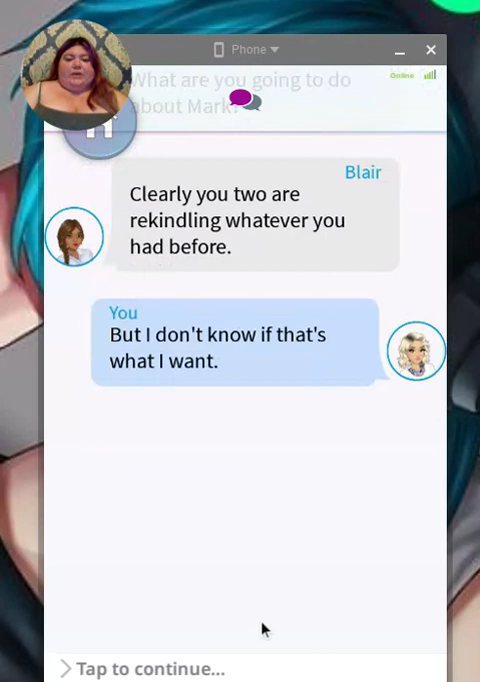 Phone
What are you going to do
about Mark?
Online
Blair
Clearly you two are
rekindling whatever you
had before.
You
But I don't know if that's
what I want.
Tap to continue...